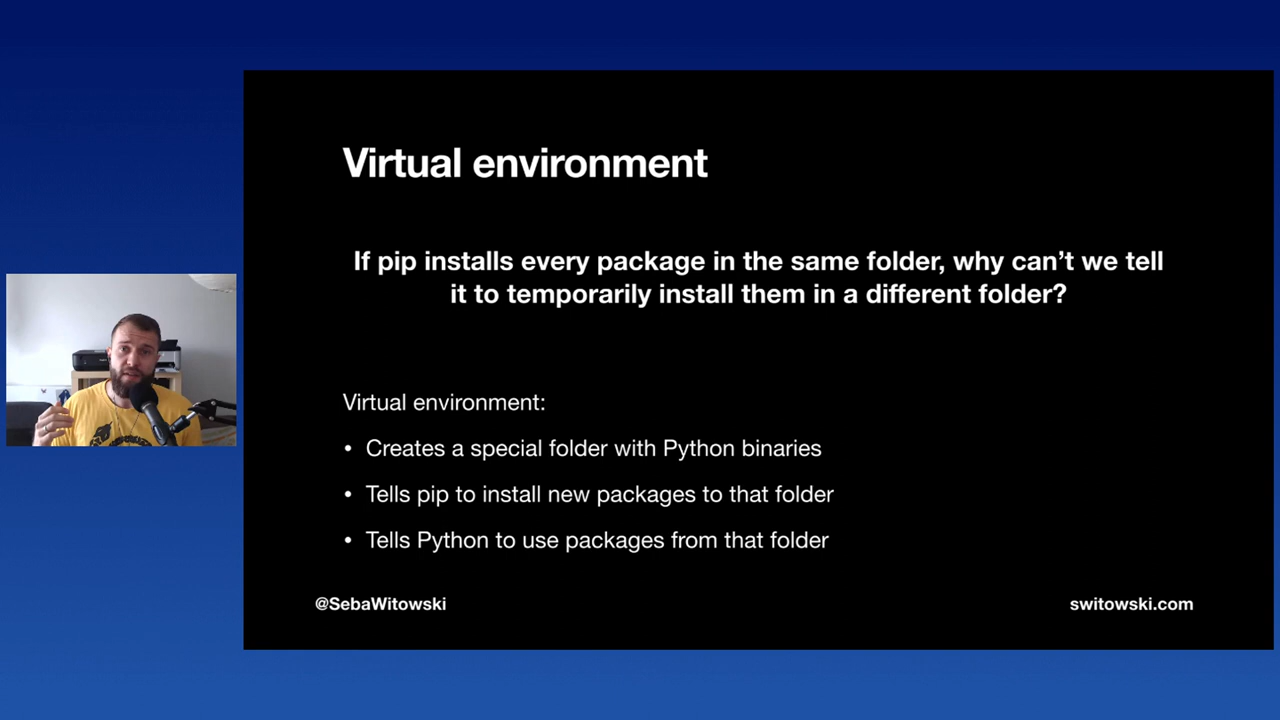 Virtual environment
If pip installs every package in the same folder, why can’t we tell
it to temporarily install them in a different folder?
Virtual environment:
• Creates a special folder with Python binaries
• Tells pip to install new packages to that folder
• Tells Python to use packages from that folder
@SebaWitowski
switowski.com